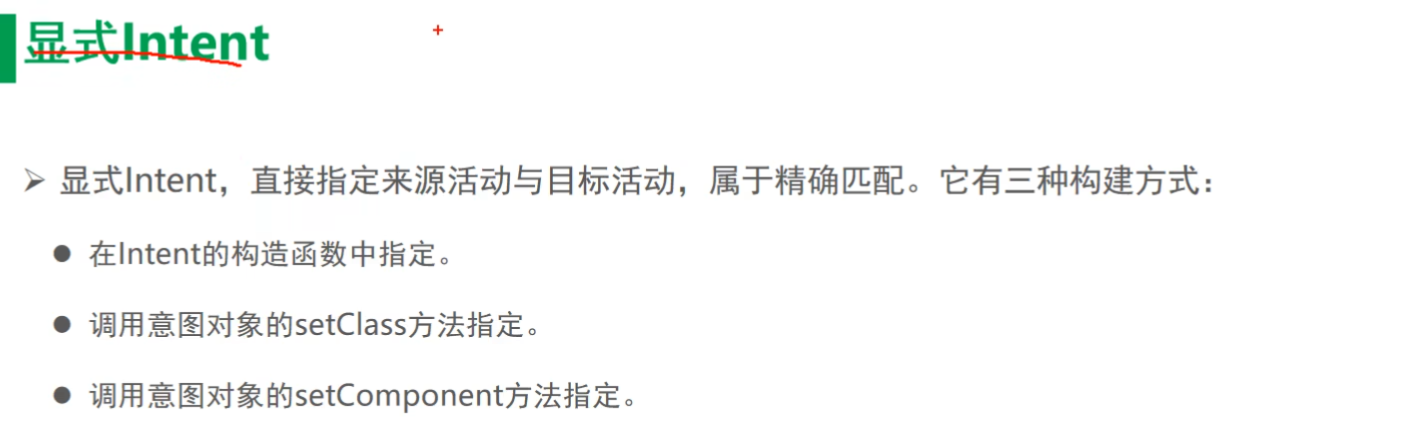 显式Intent
显式Intent，直接指定来源活动与目标活动，属于精确匹配。它有三种构建方式：
在Intent的构造函数中指定。
调用意图对象的setClass方法指定。
调用意图对象的setComponent方法指定。